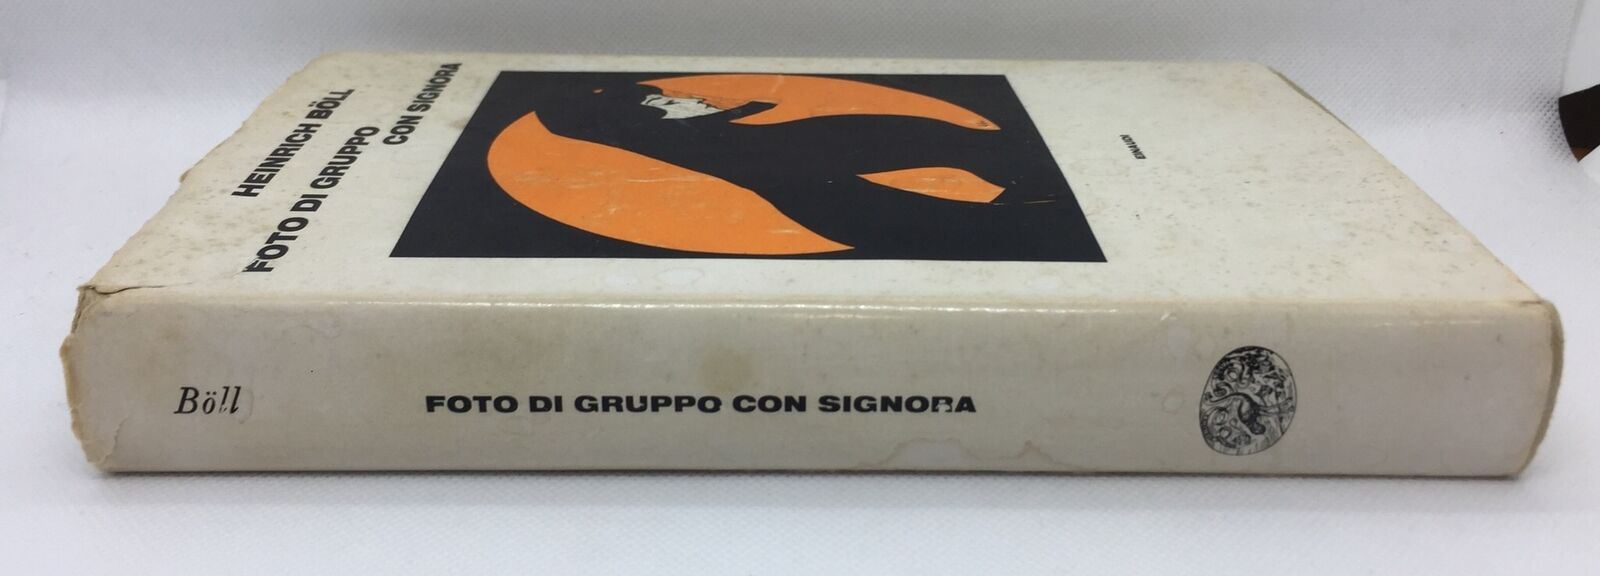 HEINRICH BÖLL
FOTO DI GRUPPO
CON SIGNORA
EINAUDI
Böll
FOTO DI GRUPPO CON SIGNORA